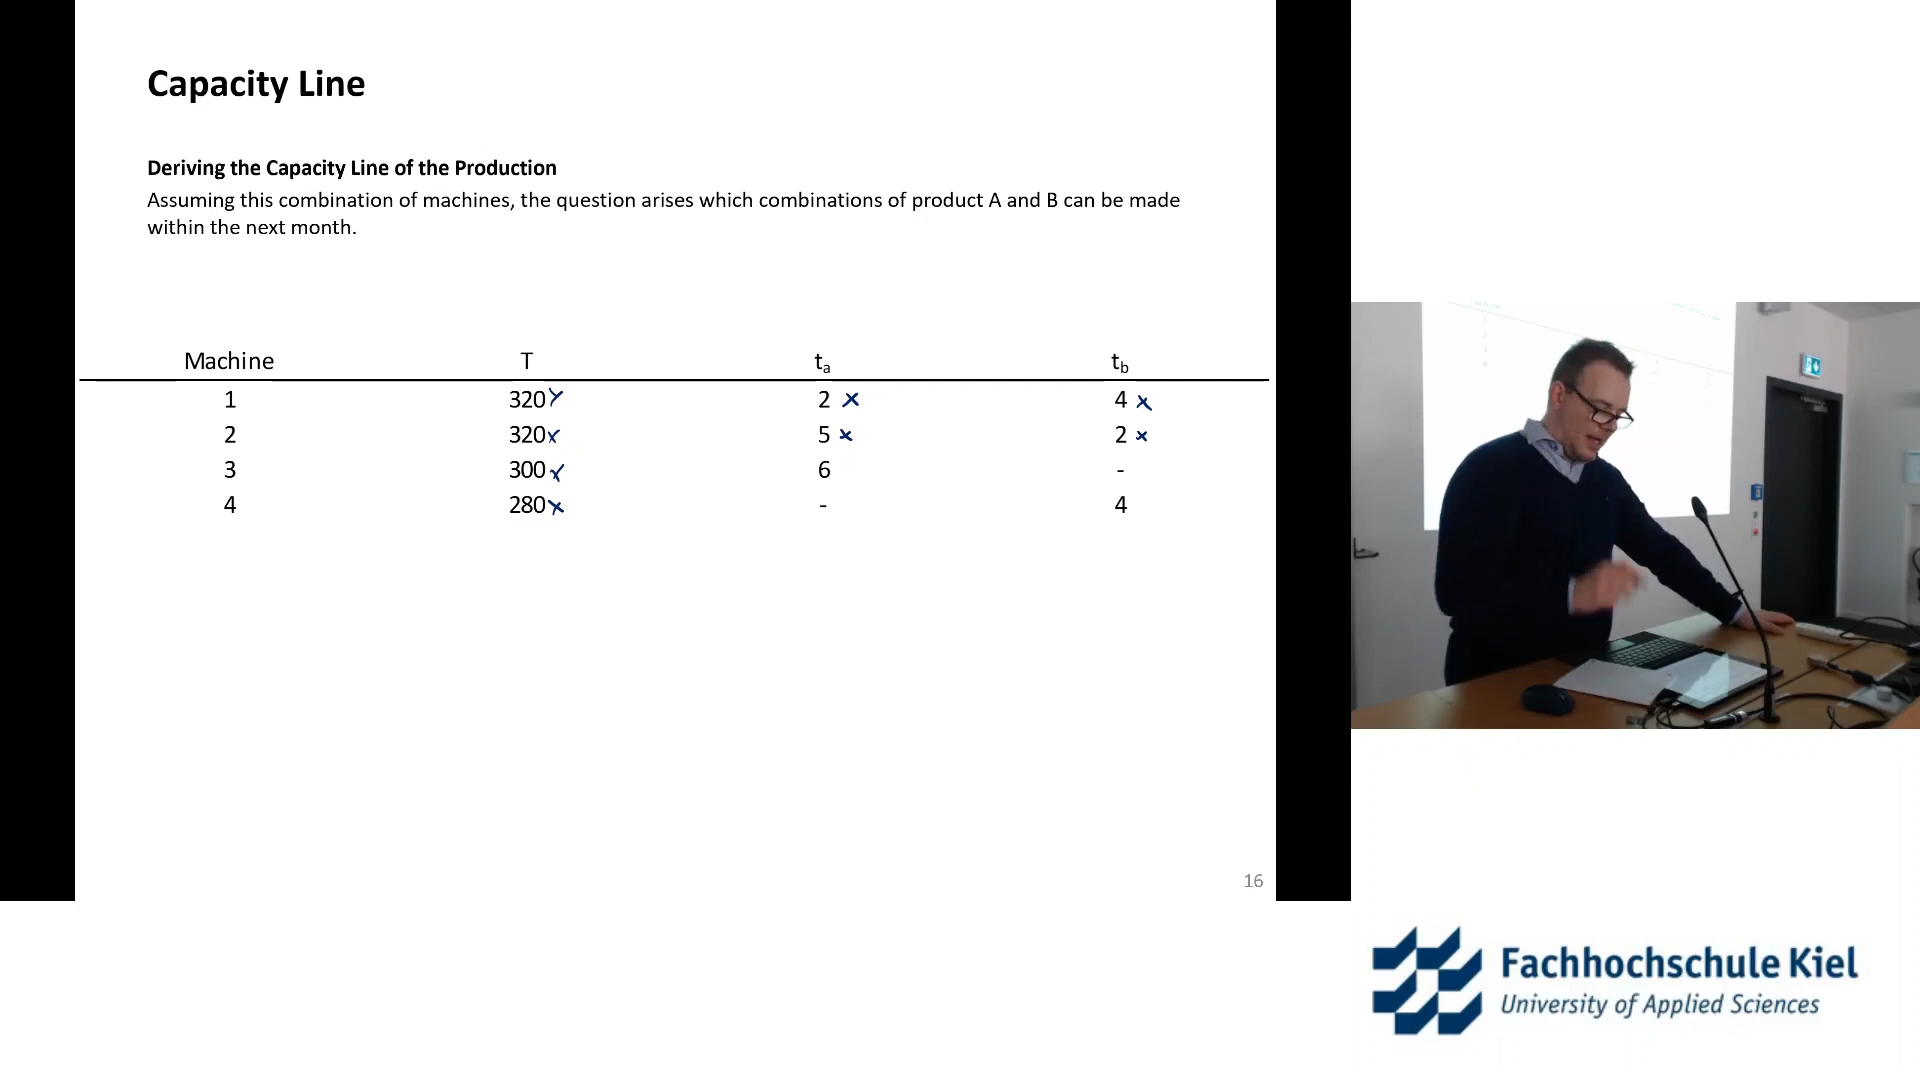 Capacity Line
Deriving the Capacity Line of the Production
Assuming this combination of machines, the question arises which combinations of product A and B can be made
within the next month.
Machine T ta tb
1 320 2 4
2 320 5 2
3 300 6 -
4 280 - 4
16
Fachhochschule Kiel
University of Applied Sciences